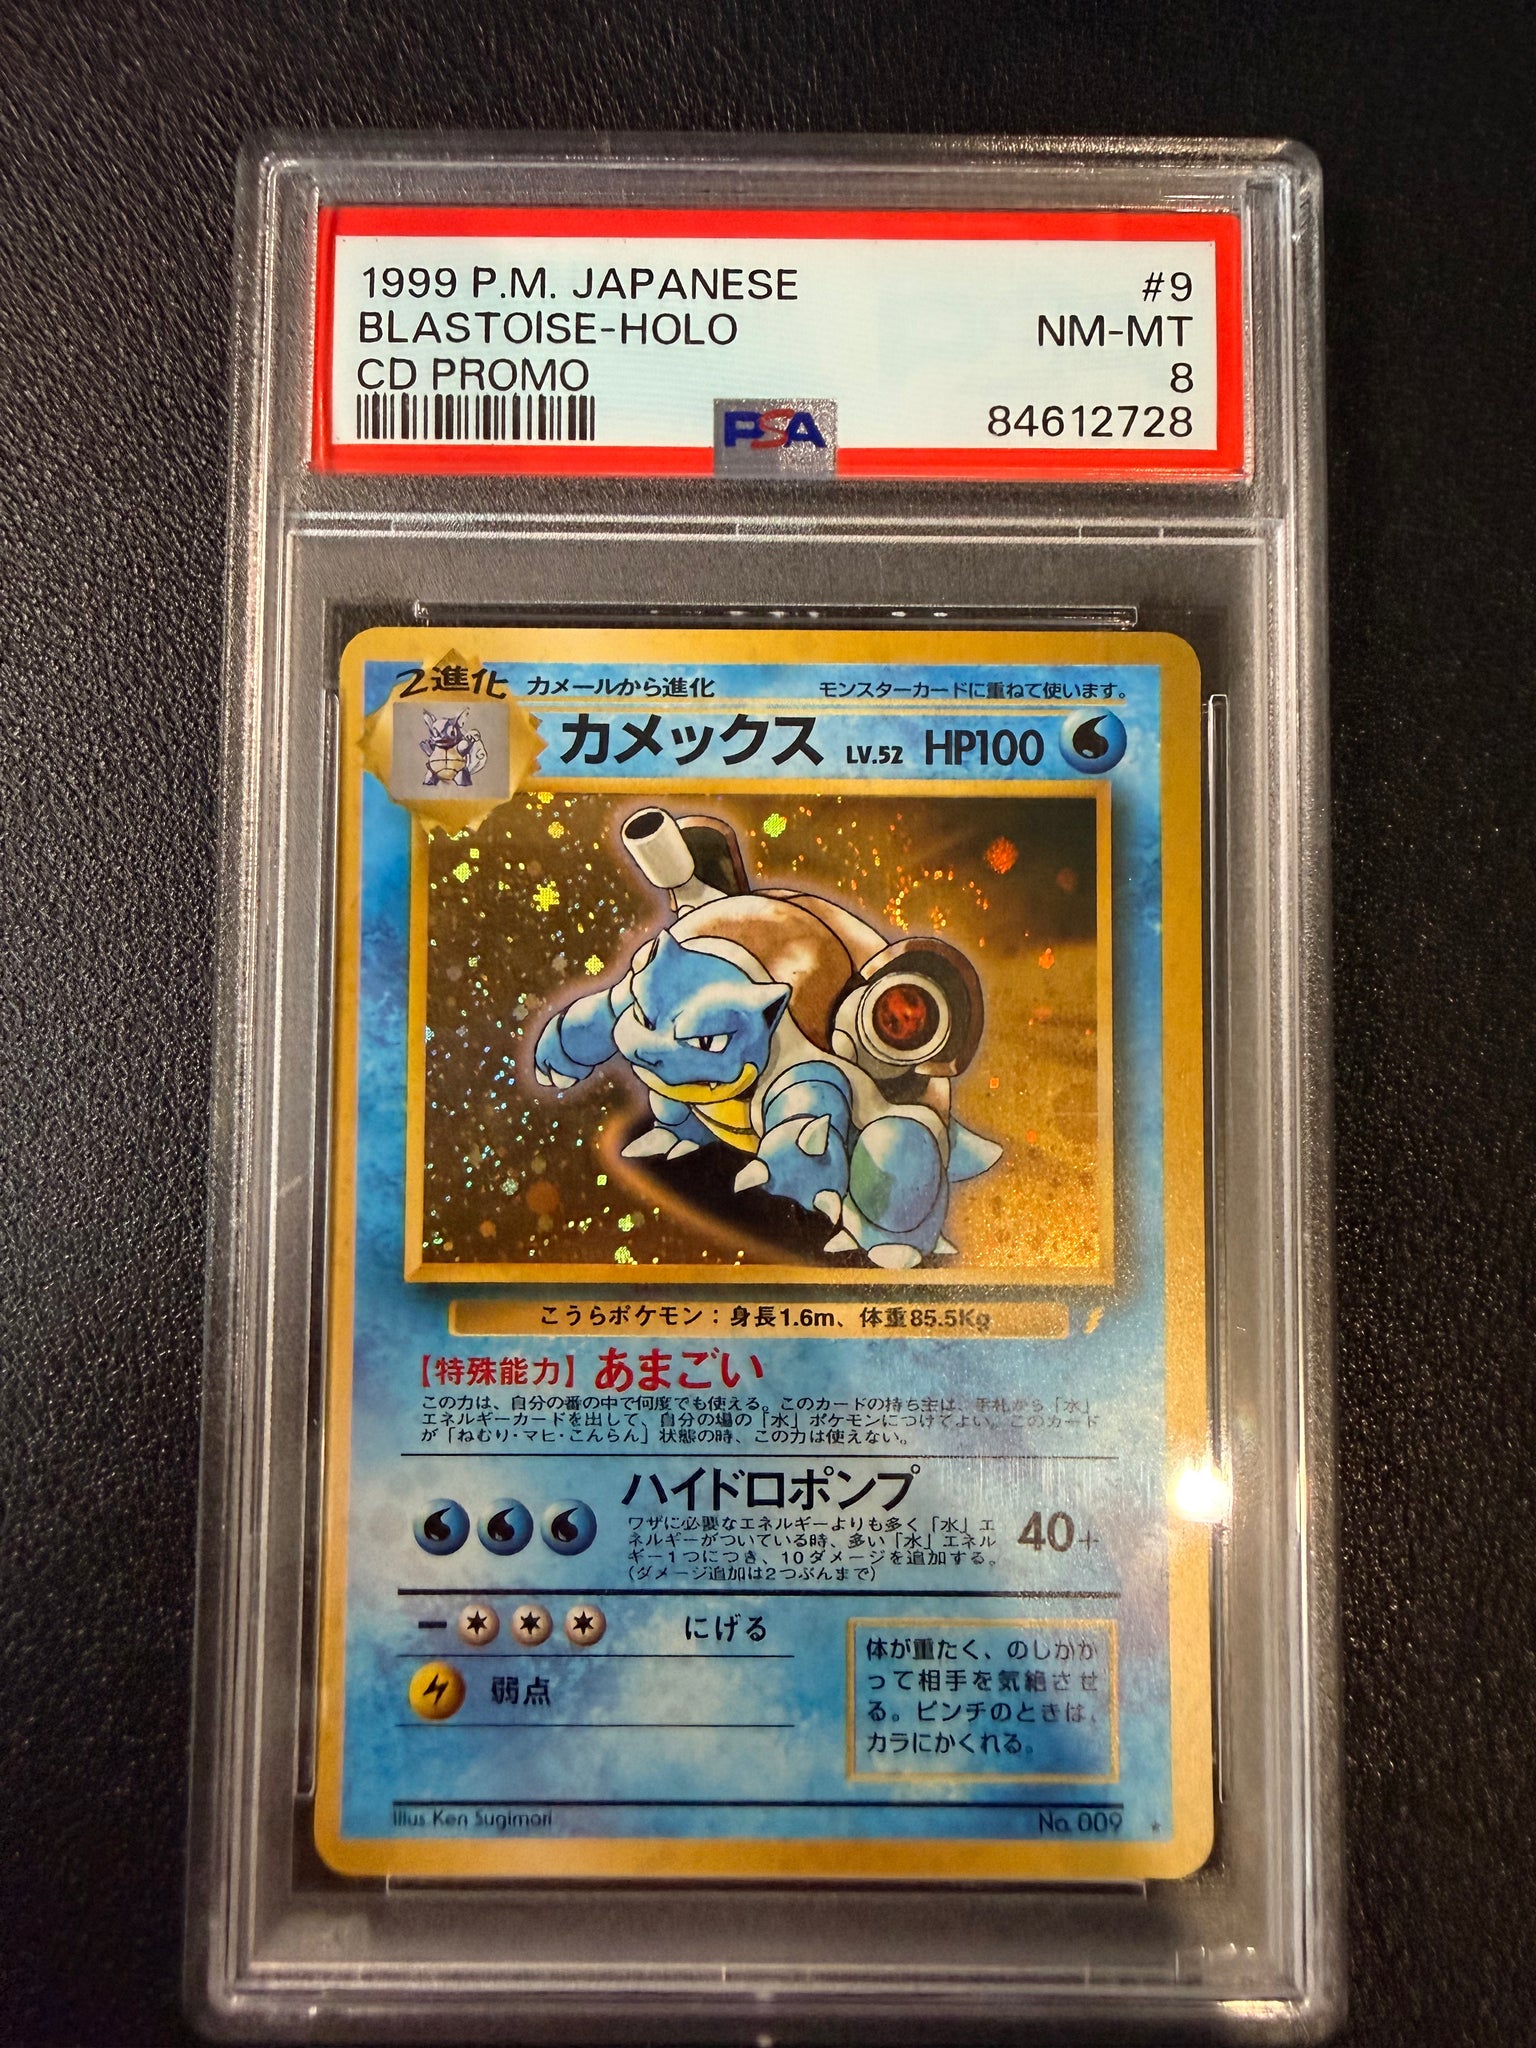 1999 P.M. JAPANESE #9
BLASTOISE-HOLO NM-MT
CD PROMO 8
PSA 84612728
2進化 カメールから進化 モンスターカードに重ねて使います。
カメックス LV.52 HP100
こうらポケモン：身長1.6m、体重85.5Kg
【特殊能力】あまごい
この力は、自分の番の中で何度でも使える。このカードの持ち主は、手札から「水」
エネルギーカードを出して、自分の場の「水」ポケモンにつけてよい。このカード
が「ねむり・マヒ・こんらん」状態の時、この力は使えない。
ハイドロポンプ
ワザに必要なエネルギーよりも多く「水」エ
ネルギーがついている時、多い「水」エネル
ギー1つにつき、10ダメージを追加する。
（ダメージ追加は2つぶんまで）
40+
にげる
弱点
体が重たく、のしかか
って相手を気絶させ
る。ピンチのときは、
カラにかくれる。
Illus. Ken Sugimori No. 009